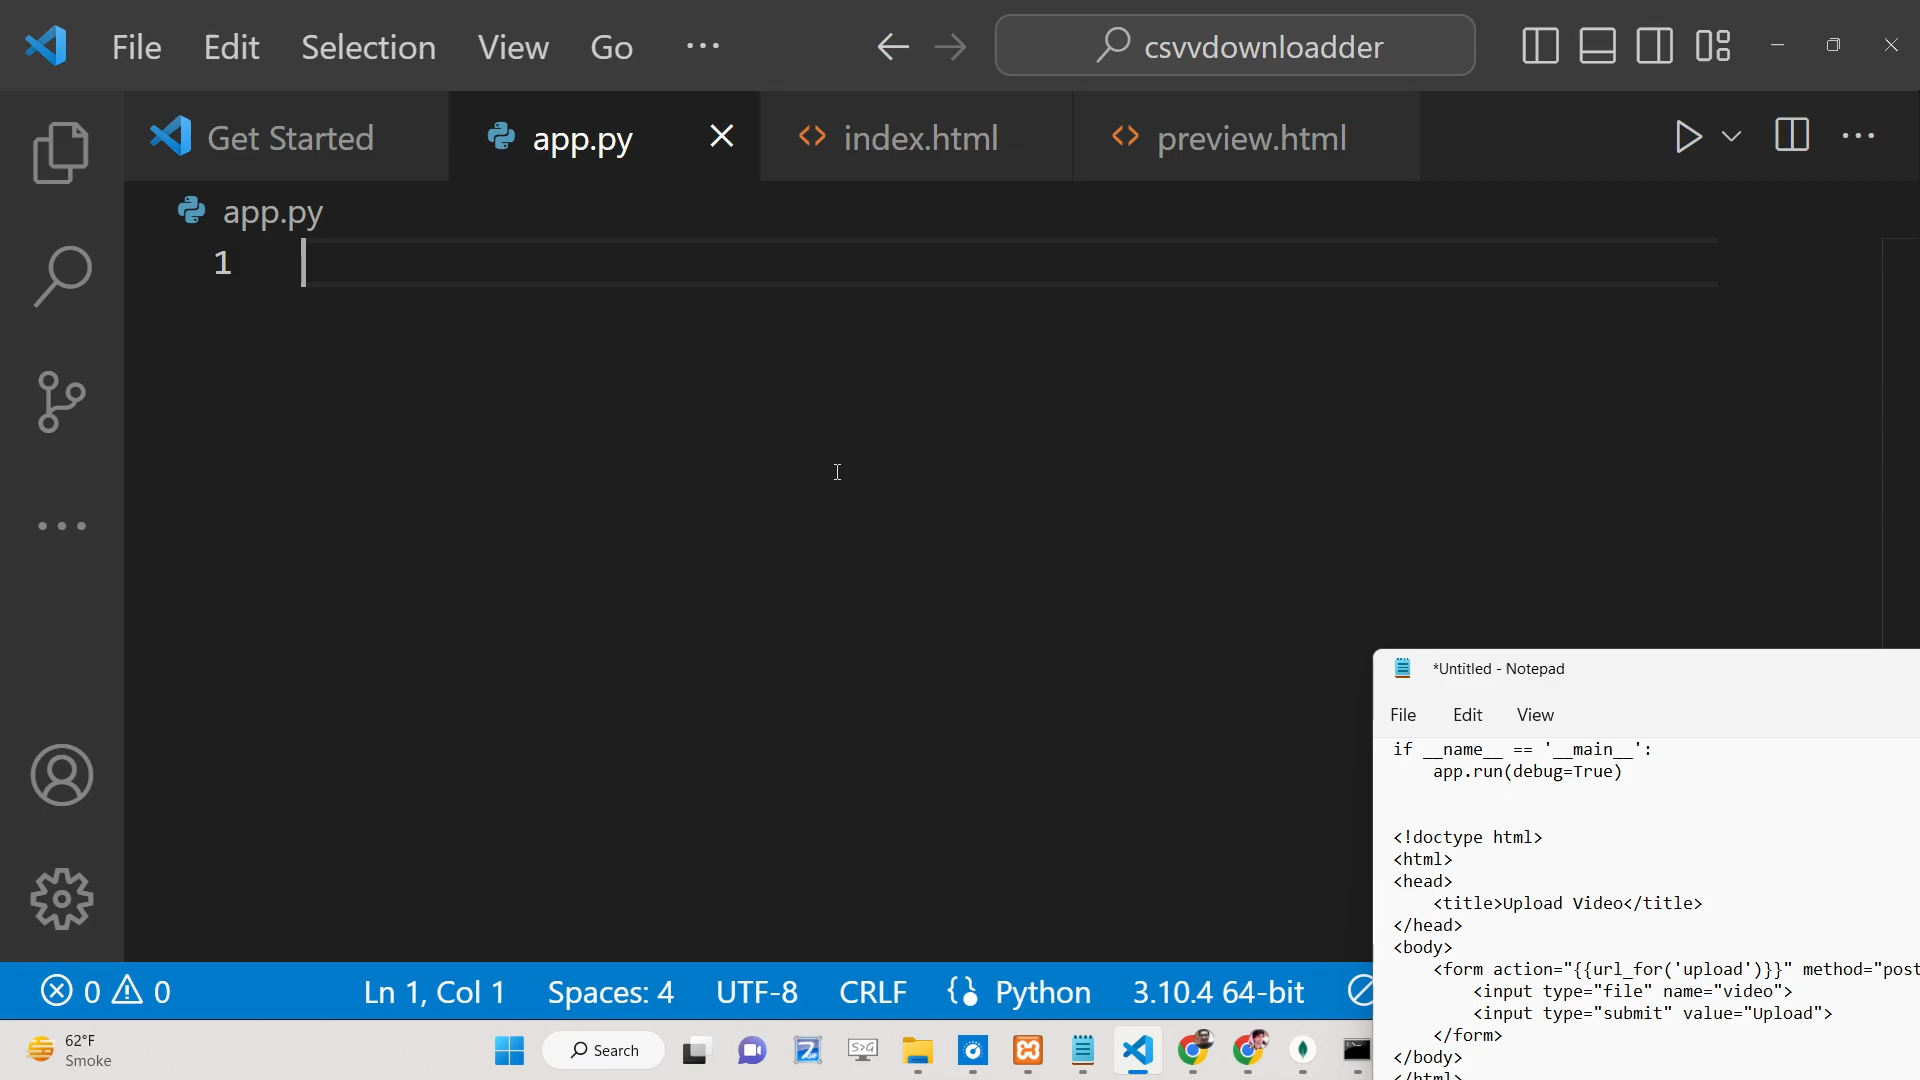 File Edit Selection View Go ···
csvvdownloadder
Get Started
app.py
index.html
preview.html
app.py
1
*Untitled - Notepad
File Edit View
if __name__ == '__main__':
app.run(debug=True)
<!doctype html>
<html>
<head>
<title>Upload Video</title>
</head>
<body>
<form action="{{url_for('upload')}}" method="post
<input type="file" name="video">
<input type="submit" value="Upload">
</form>
</body>
</html>
0 0 Ln 1, Col 1 Spaces: 4 UTF-8 CRLF Python 3.10.4 64-bit
62°F
Smoke
Search